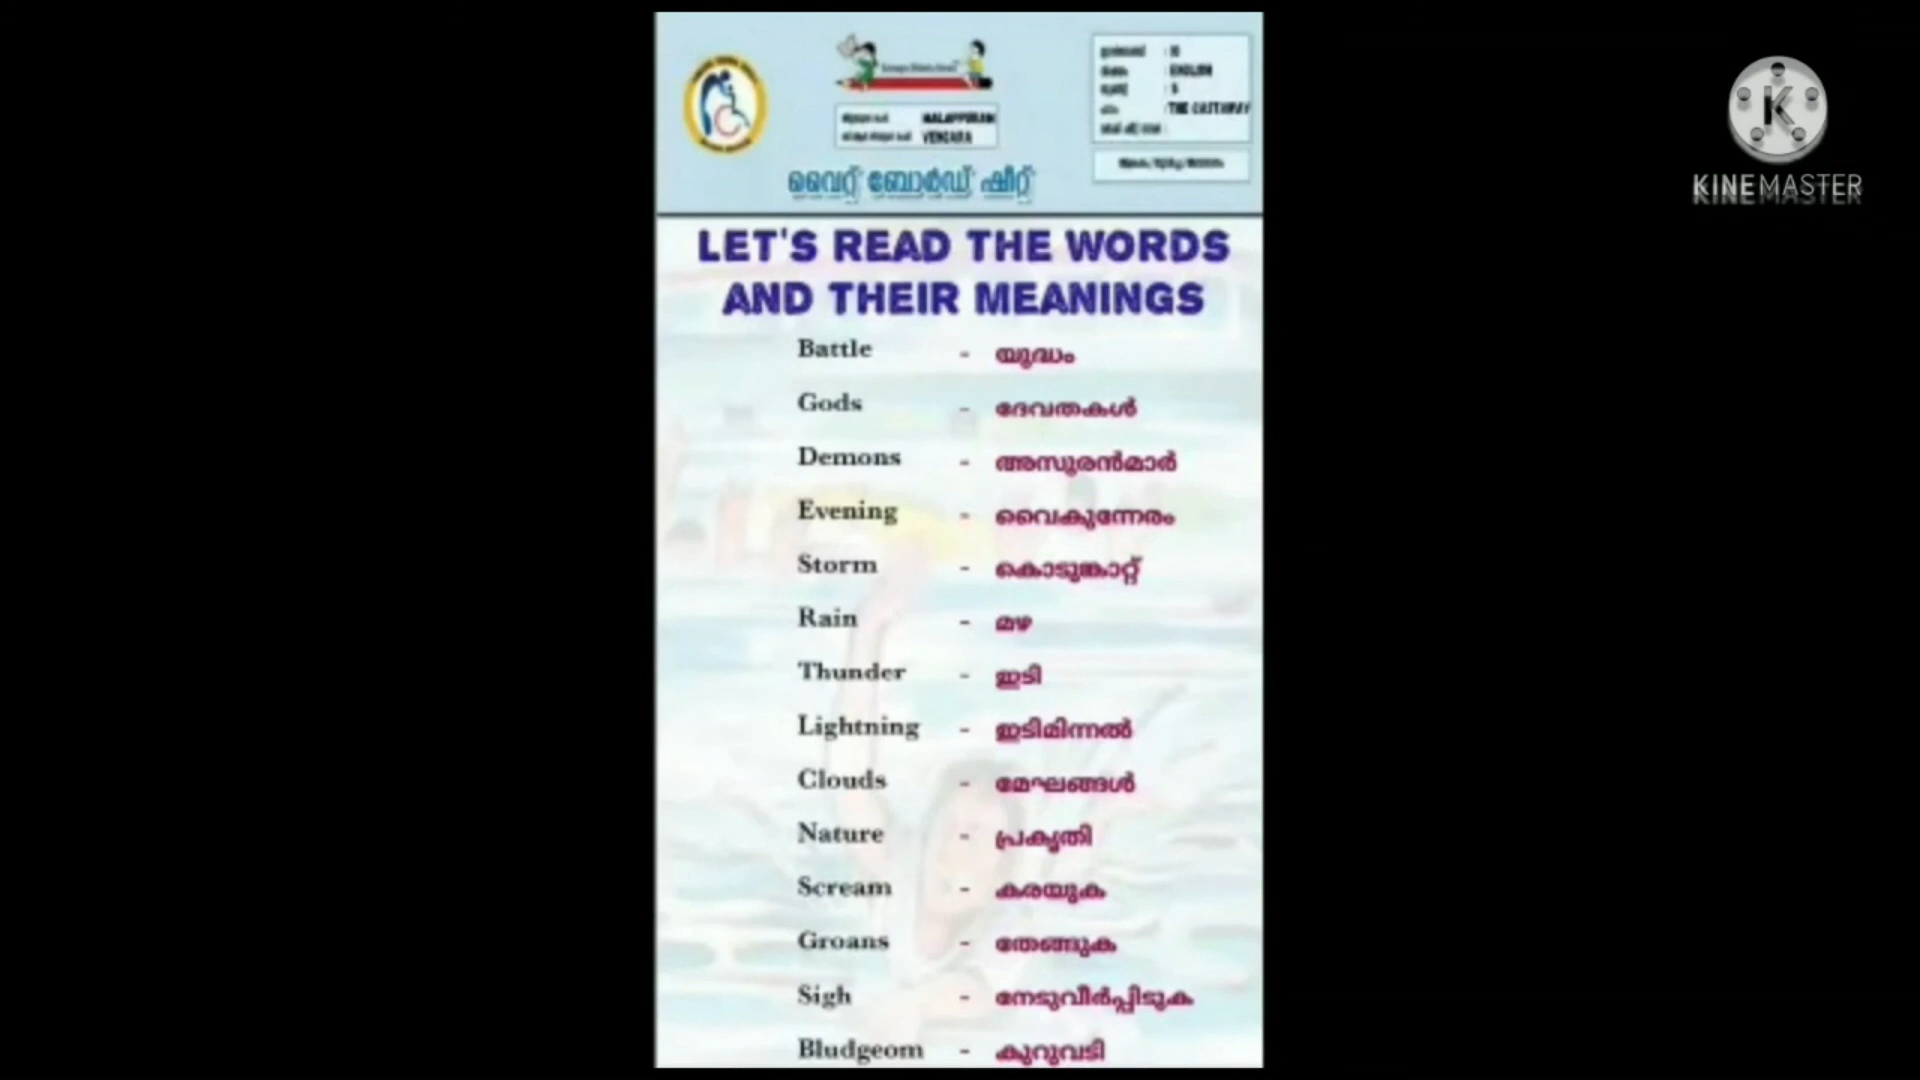 MALAPPURAM
VENGARA
ENGLISH
THE CASTAWAY
വൈറ്റ് ബോർഡ് ഷീറ്റ്
KINEMASTER
LET'S READ THE WORDS
AND THEIR MEANINGS
Battle - യുദ്ധം
Gods - ദേവതകൾ
Demons - അസുരൻമാർ
Evening - വൈകുന്നേരം
Storm - കൊടുങ്കാറ്റ്
Rain - മഴ
Thunder - ഇടി
Lightning - ഇടിമിന്നൽ
Clouds - മേഘങ്ങൾ
Nature - പ്രകൃതി
Scream - കരയുക
Groans - തേങ്ങുക
Sigh - നേടുവീർപ്പിടുക
Bludgeom - കുറുവടി